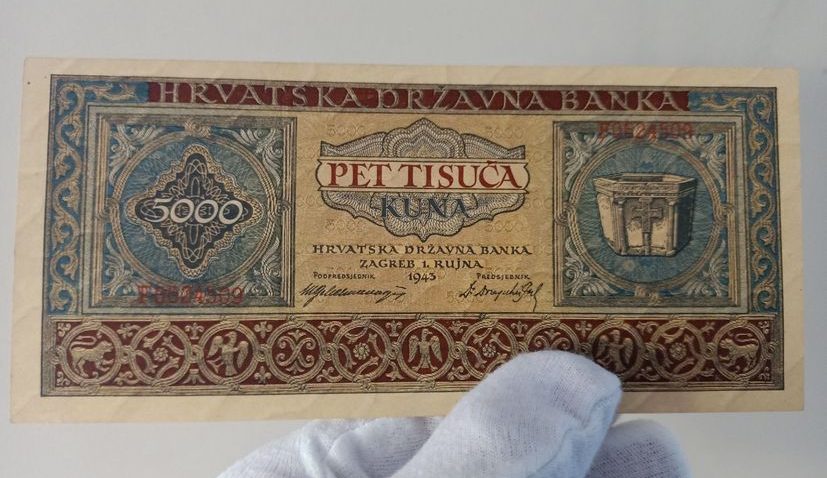 HRVATSKA DRŽAVNA BANKA
5000
PET TISUĆA
KUNA
HRVATSKA DRŽAVNA BANKA
ZAGREB 1. RUJNA
PODPREDSJEDNIK 1943 PREDSJEDNIK